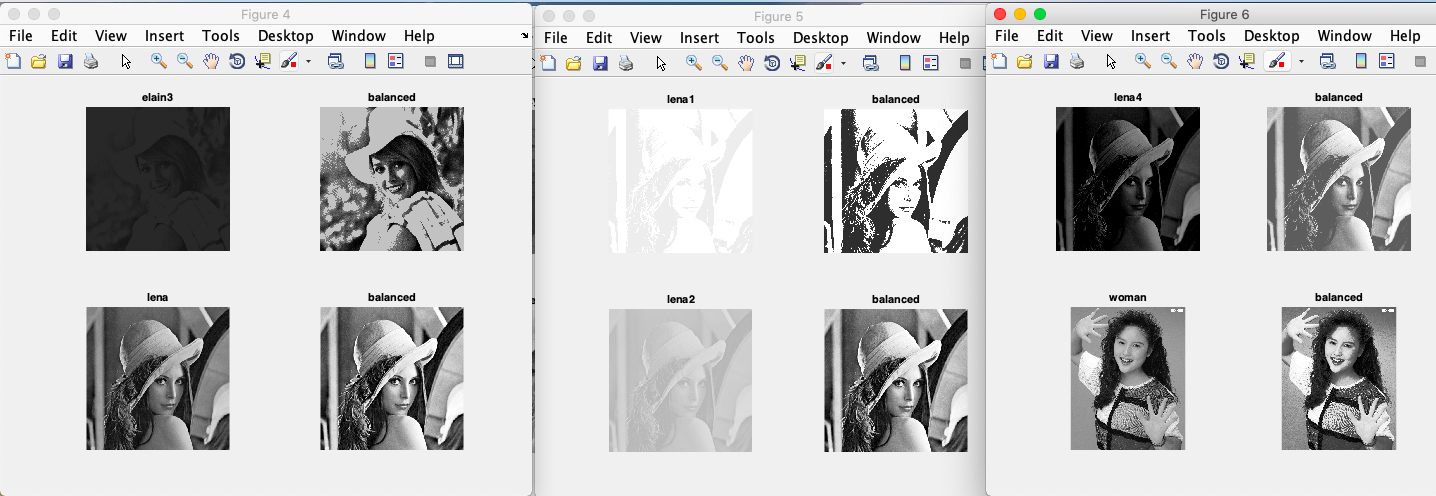 Figure 4
File Edit View Insert Tools Desktop Window Help
elain3 balanced
lena balanced
Figure 5
File Edit View Insert Tools Desktop Window Help
lena1 balanced
lena2 balanced
Figure 6
File Edit View Insert Tools Desktop Window Help
lena4 balanced
woman balanced